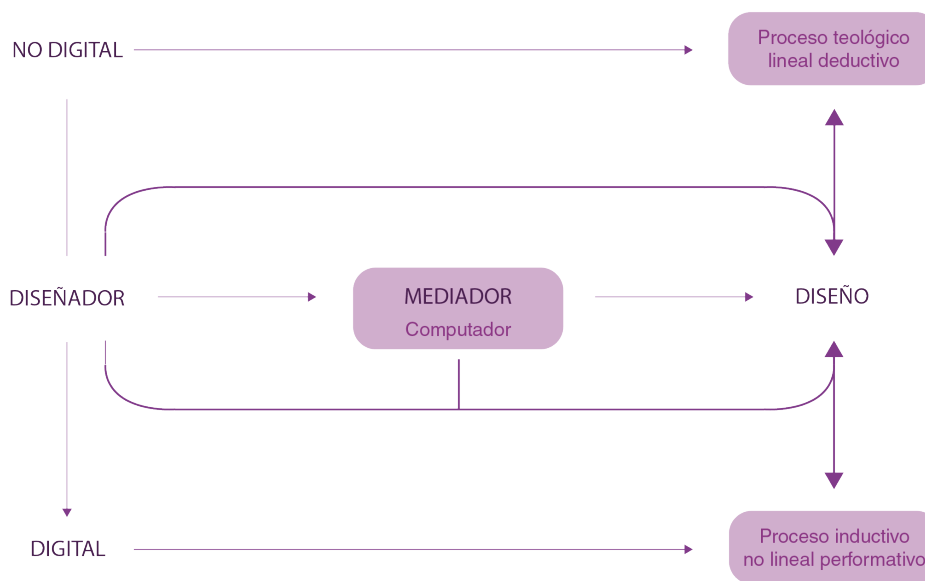 NO DIGITAL
Proceso teológico
lineal deductivo
DISEÑADOR
MEDIADOR
Computador
DISEÑO
DIGITAL
Proceso inductivo
no lineal performativo